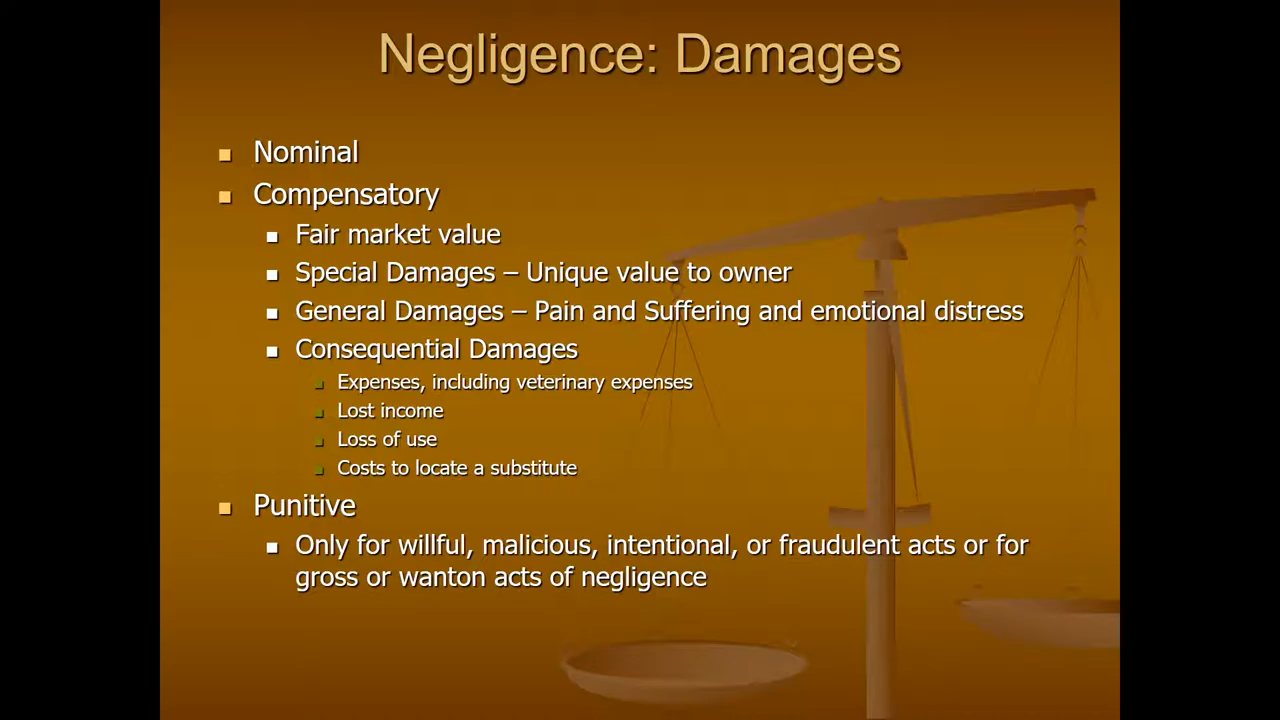 Negligence: Damages
Nominal
Compensatory
Fair market value
Special Damages – Unique value to owner
General Damages – Pain and Suffering and emotional distress
Consequential Damages
Expenses, including veterinary expenses
Lost income
Loss of use
Costs to locate a substitute
Punitive
Only for willful, malicious, intentional, or fraudulent acts or for
gross or wanton acts of negligence